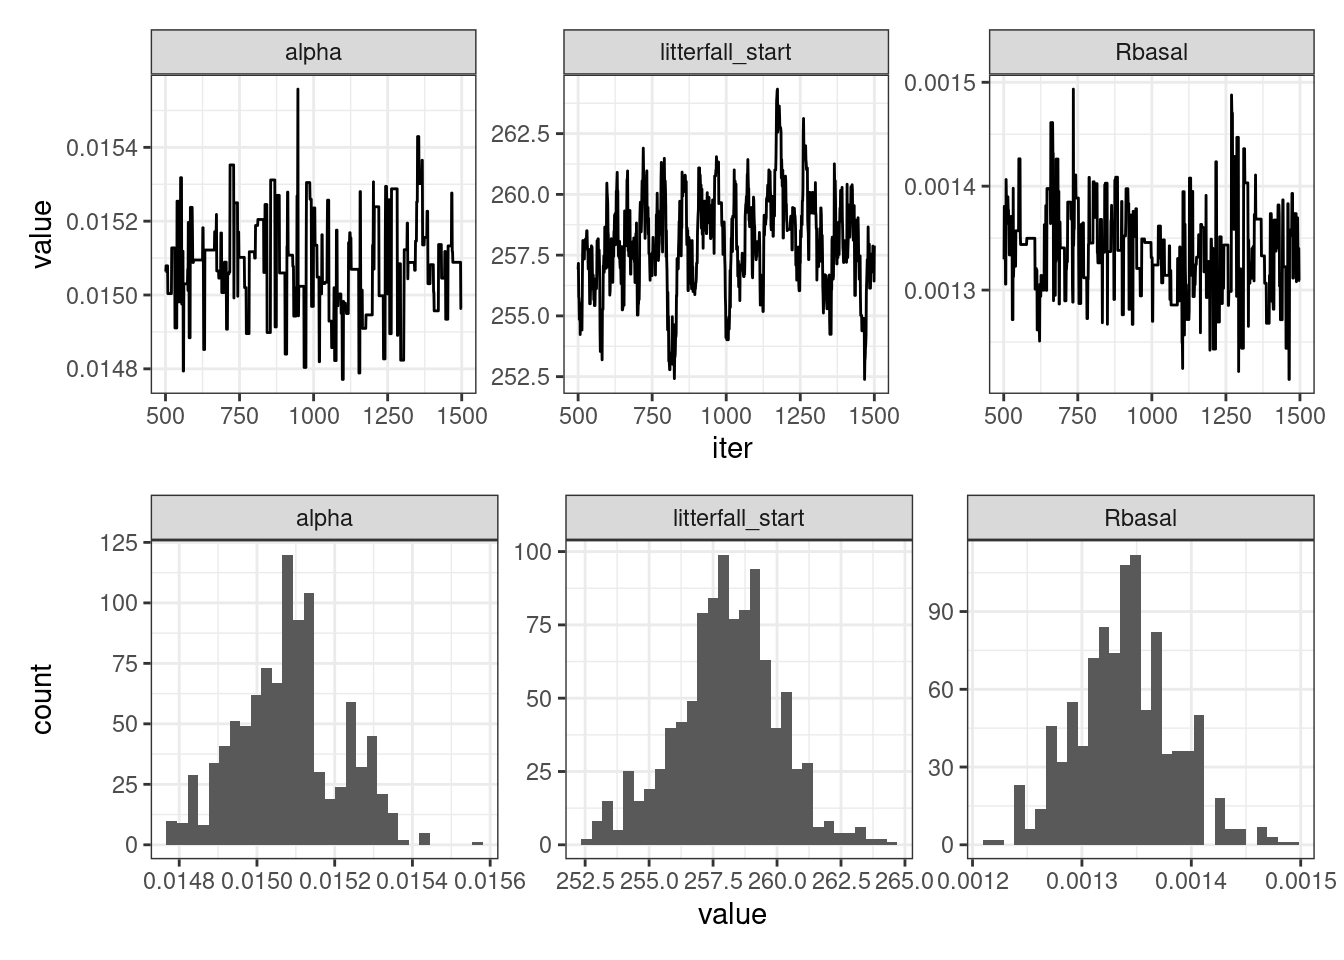 alpha litterfall_start Rbasal
value
0.0154
0.0152
0.0150
0.0148
500 750 1000 1250 1500
262.5
260.0
257.5
255.0
252.5
500 750 1000 1250 1500
0.0015
0.0014
0.0013
500 750 1000 1250 1500
iter
alpha litterfall_start Rbasal
count
125
100
75
50
25
0
0.0148 0.0150 0.0152 0.0154 0.0156
100
75
50
25
0
252.5 255.0 257.5 260.0 262.5 265.0
90
60
30
0
0.0012 0.0013 0.0014 0.0015
value